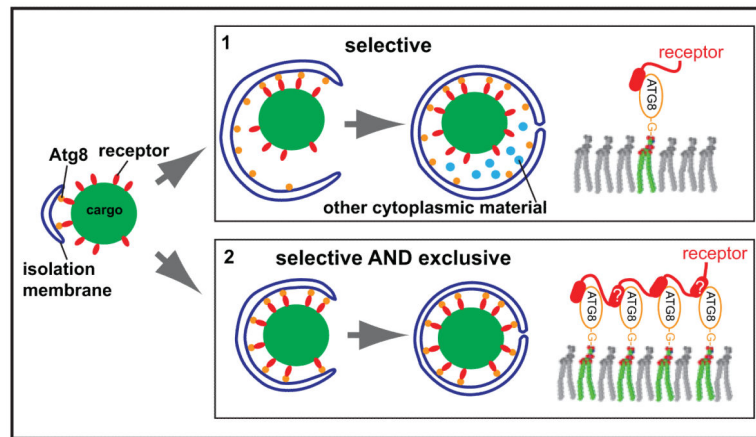 1
selective
receptor
ATG8
G
Atg8
receptor
cargo
isolation
membrane
other cytoplasmic material
2
selective AND exclusive
receptor
?
?
ATG8
ATG8
ATG8
ATG8
G
G
G
G